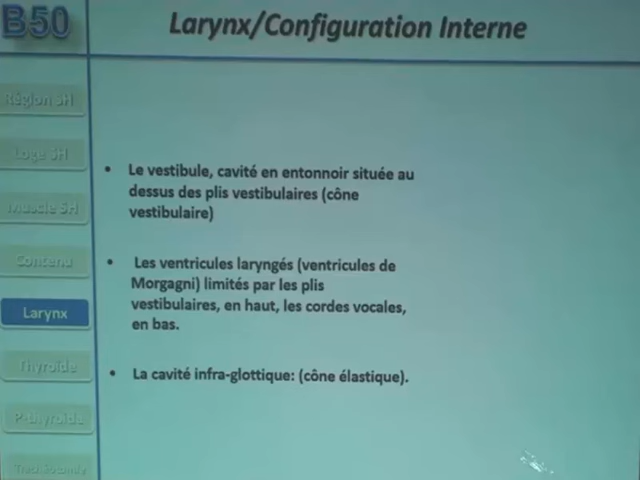 B50
Larynx/Configuration Interne
Région SH
Loge SH
Muscle SH
Contenu
Larynx
Thyroïde
P-thyroïde
• Le vestibule, cavité en entonnoir située au
dessus des plis vestibulaires (cône
vestibulaire)
• Les ventricules laryngés (ventricules de
Morgagni) limités par les plis
vestibulaires, en haut, les cordes vocales,
en bas.
• La cavité infra-glottique: (cône élastique).